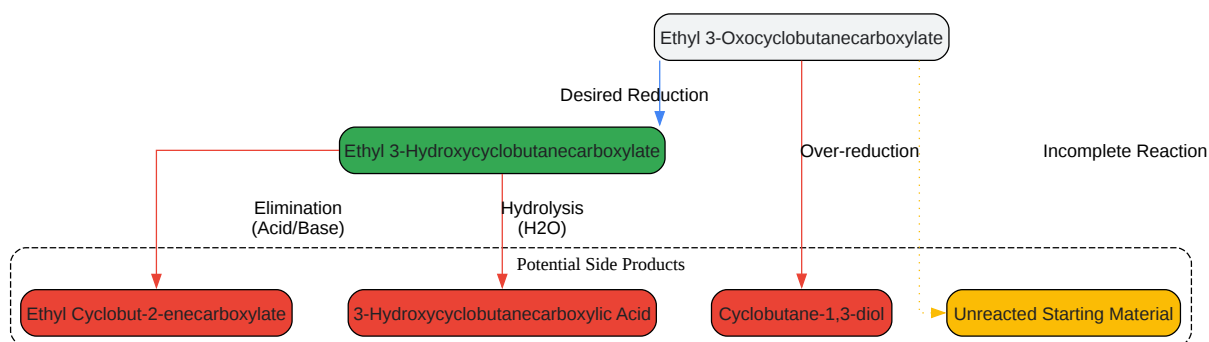 Ethyl 3-Oxocyclobutanecarboxylate
Desired Reduction
Ethyl 3-Hydroxycyclobutanecarboxylate
Over-reduction
Incomplete Reaction
Elimination
(Acid/Base)
Hydrolysis
(H2O)
Potential Side Products
Ethyl Cyclobut-2-enecarboxylate
3-Hydroxycyclobutanecarboxylic Acid
Cyclobutane-1,3-diol
Unreacted Starting Material